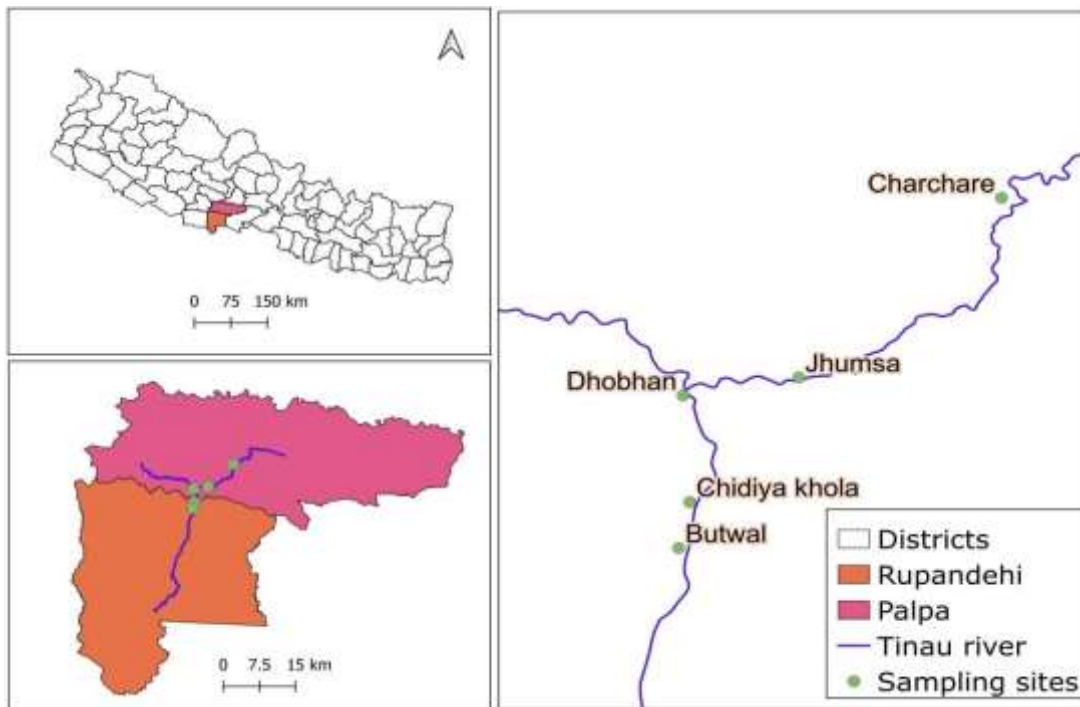 0 75 150 km
0 7.5 15 km
Charchare
Jhumsa
Dhobhan
Chidiya khola
Butwal
Districts
Rupandehi
Palpa
Tinau river
Sampling sites